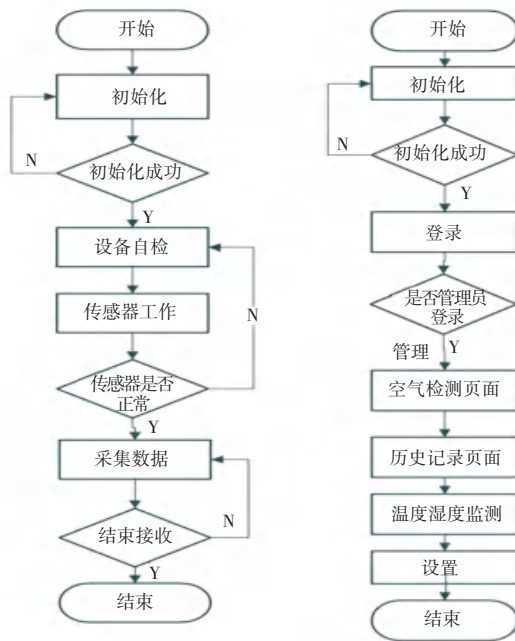 开始
初始化
N
初始化成功
Y
设备自检
传感器工作
N
传感器是否
正常
Y
采集数据
N
结束接收
Y
结束
开始
初始化
N
初始化成功
Y
登录
是否管理员
登录
管理
Y
空气检测页面
历史记录页面
温度湿度监测
设置
结束